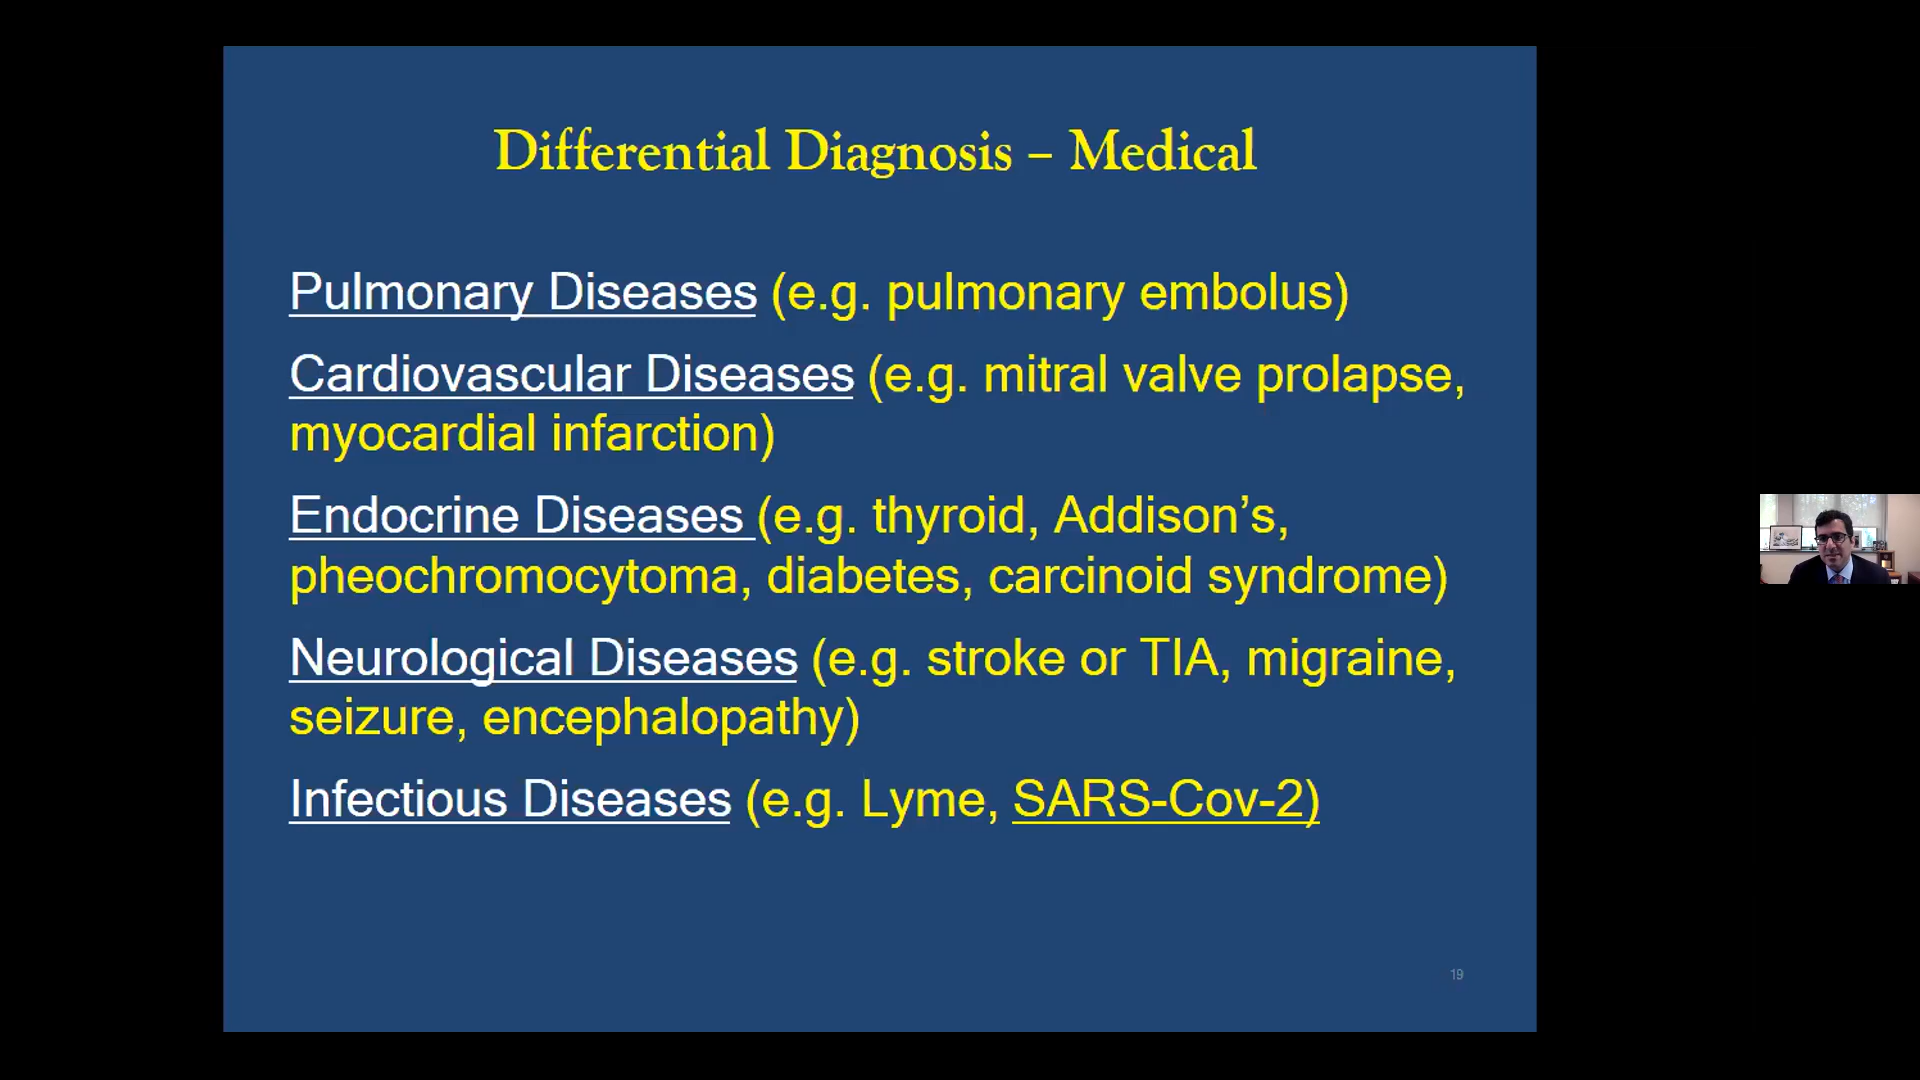 Differential Diagnosis – Medical
Pulmonary Diseases (e.g. pulmonary embolus)
Cardiovascular Diseases (e.g. mitral valve prolapse,
myocardial infarction)
Endocrine Diseases (e.g. thyroid, Addison’s,
pheochromocytoma, diabetes, carcinoid syndrome)
Neurological Diseases (e.g. stroke or TIA, migraine,
seizure, encephalopathy)
Infectious Diseases (e.g. Lyme, SARS-Cov-2)
19